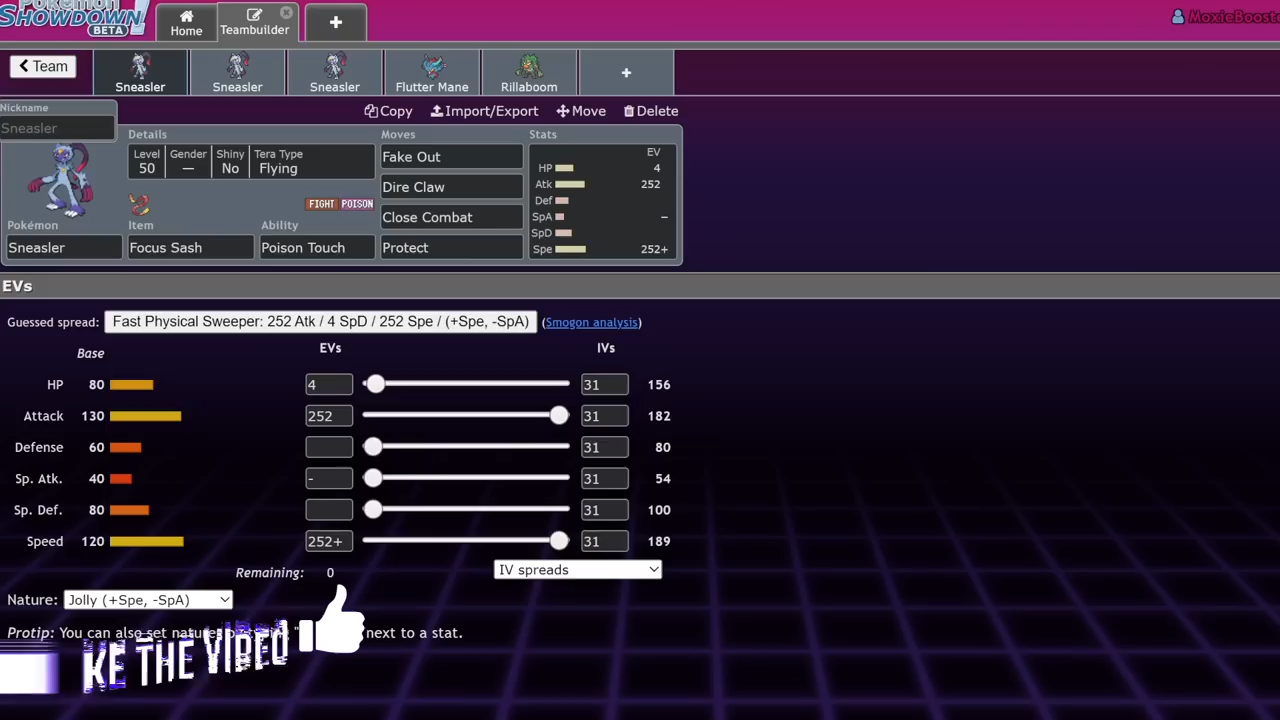 Pokémon
SHOWDOWN!
BETA
Home
Teambuilder
+
MoxieBoost
Team
Sneasler
Sneasler
Sneasler
Flutter Mane
Rillaboom
+
Nickname
Sneasler
Copy
Import/Export
Move
Delete
Details
Moves
Stats
Level
Gender
Shiny
Tera Type
50
—
No
Flying
Fake Out
Dire Claw
Close Combat
Protect
EV
HP 4
Atk 252
Def
SpA –
SpD
Spe 252+
FIGHT POISON
Pokémon
Item
Ability
Sneasler
Focus Sash
Poison Touch
EVs
Guessed spread: Fast Physical Sweeper: 252 Atk / 4 SpD / 252 Spe / (+Spe, -SpA) (Smogon analysis)
Base EVs IVs
HP 80 4 31 156
Attack 130 252 31 182
Defense 60 31 80
Sp. Atk. 40 - 31 54
Sp. Def. 80 31 100
Speed 120 252+ 31 189
Remaining: 0
IV spreads
Nature: Jolly (+Spe, -SpA)
Protip: You can also set natures by typing " next to a stat.
KE THE VIDEO